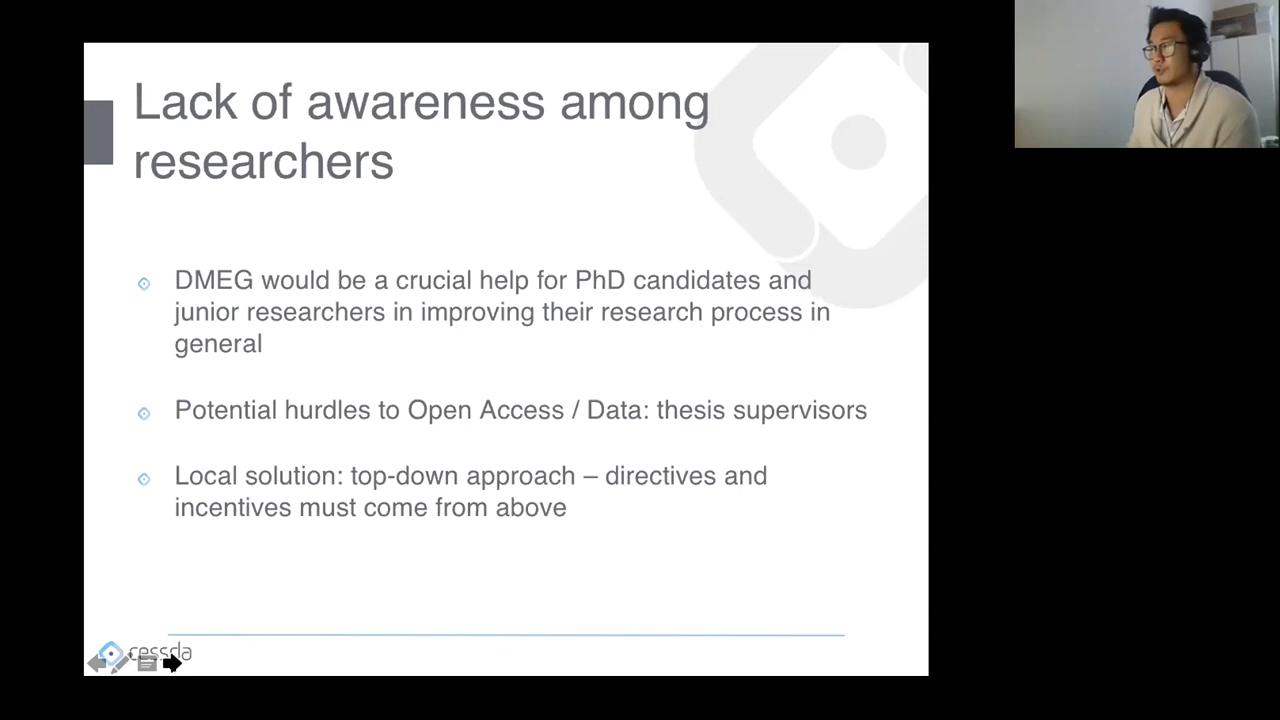 Lack of awareness among
researchers
DMEG would be a crucial help for PhD candidates and
junior researchers in improving their research process in
general
Potential hurdles to Open Access / Data: thesis supervisors
Local solution: top-down approach – directives and
incentives must come from above
cessda